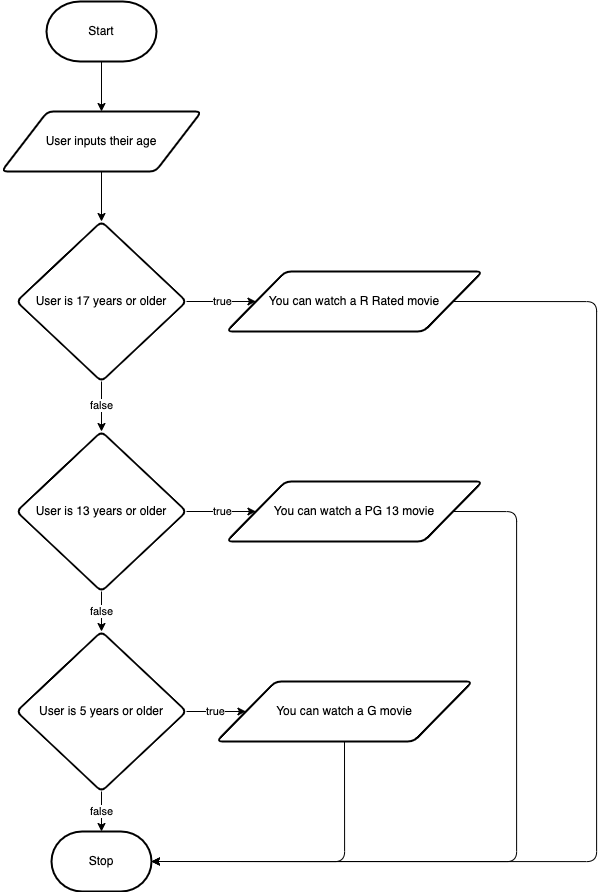 Start
User inputs their age
User is 17 years or older
true
You can watch a R Rated movie
false
User is 13 years or older
true
You can watch a PG 13 movie
false
User is 5 years or older
true
You can watch a G movie
false
Stop